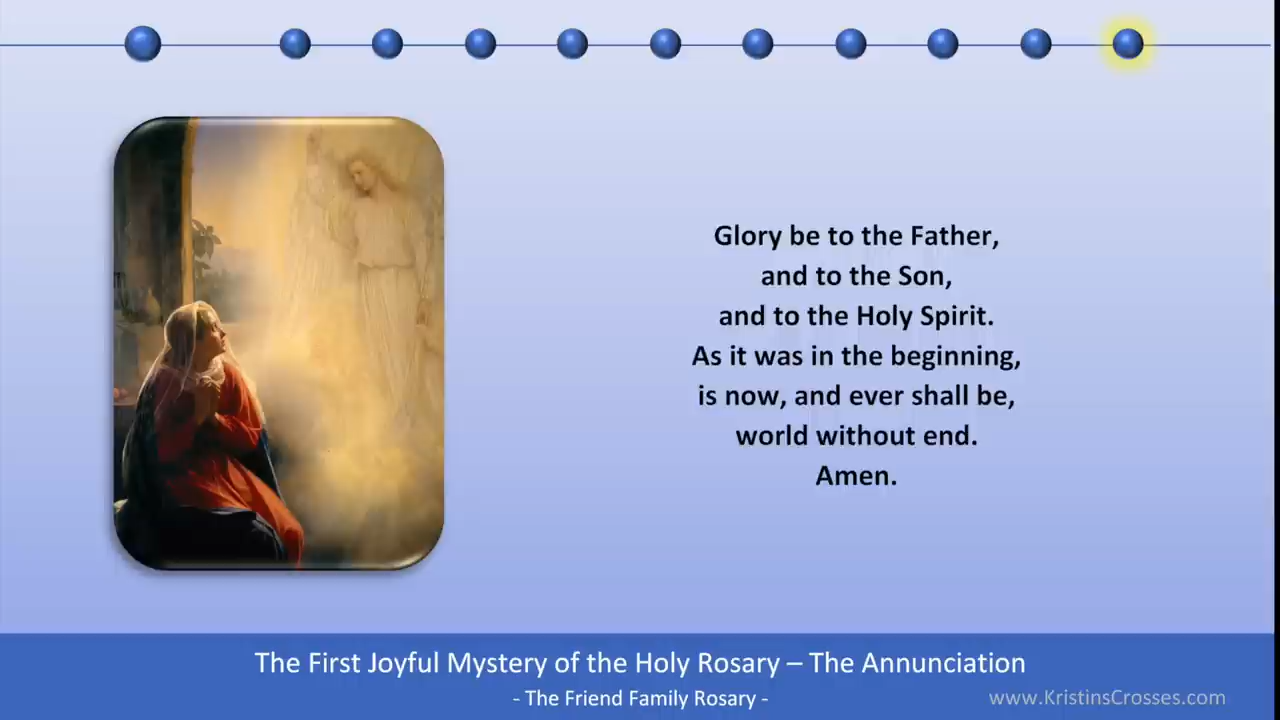 Glory be to the Father,
and to the Son,
and to the Holy Spirit.
As it was in the beginning,
is now, and ever shall be,
world without end.
Amen.
The First Joyful Mystery of the Holy Rosary – The Annunciation
- The Friend Family Rosary -
www.KristinsCrosses.com